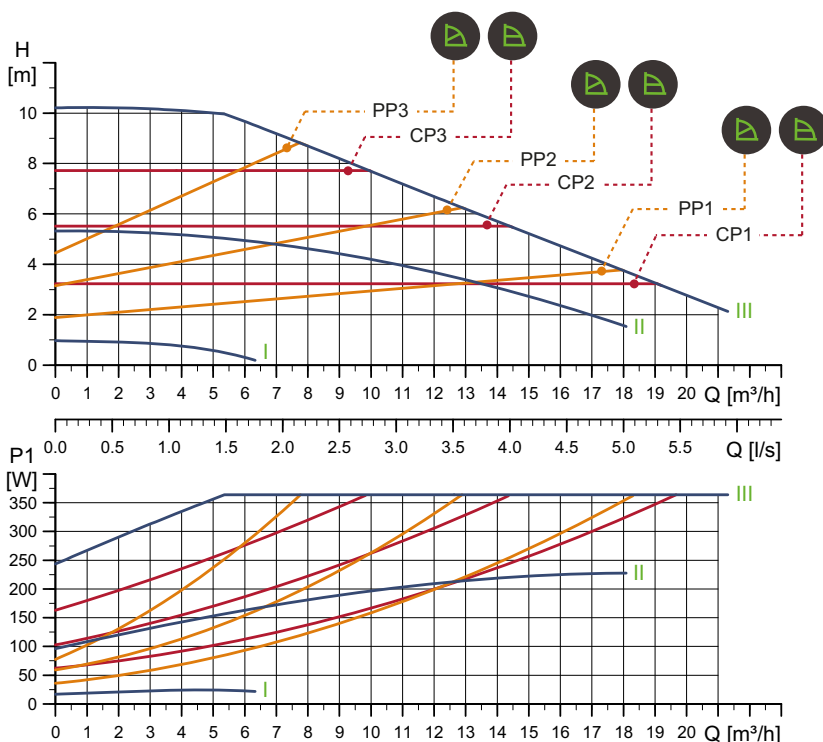 H
[m]
10
8
6
4
2
0
PP3
CP3
PP2
CP2
PP1
CP1
I
II
III
0 1 2 3 4 5 6 7 8 9 10 11 12 13 14 15 16 17 18 19 20 Q [m³/h]
0.0 0.5 1.0 1.5 2.0 2.5 3.0 3.5 4.0 4.5 5.0 5.5 Q [l/s]
P1
[W]
350
300
250
200
150
100
50
0
III
II
I
0 1 2 3 4 5 6 7 8 9 10 11 12 13 14 15 16 17 18 19 20 Q [m³/h]